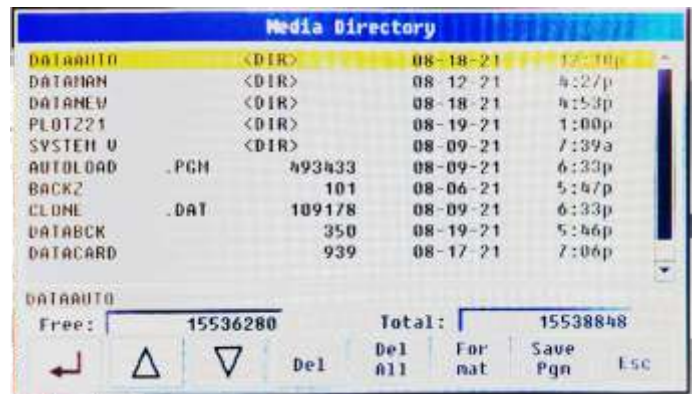 Media Directory
DATAAUTO <DIR> 08-18-21 12:10p
DATAMAN <DIR> 08-12-21 4:27p
DATANEW <DIR> 08-18-21 4:53p
PLOTZ21 <DIR> 08-19-21 1:00p
SYSTEM V <DIR> 08-09-21 7:39a
AUTOLOAD .PGM 493433 08-09-21 6:33p
BACKZ 101 08-06-21 5:47p
CLONE .DAT 109178 08-09-21 6:33p
DATABCK 350 08-19-21 5:46p
DATACARD 939 08-17-21 7:06p
DATAAUTO
Free: 15536280 Total: 15538848
Del Del All For mat Save Pgm Esc